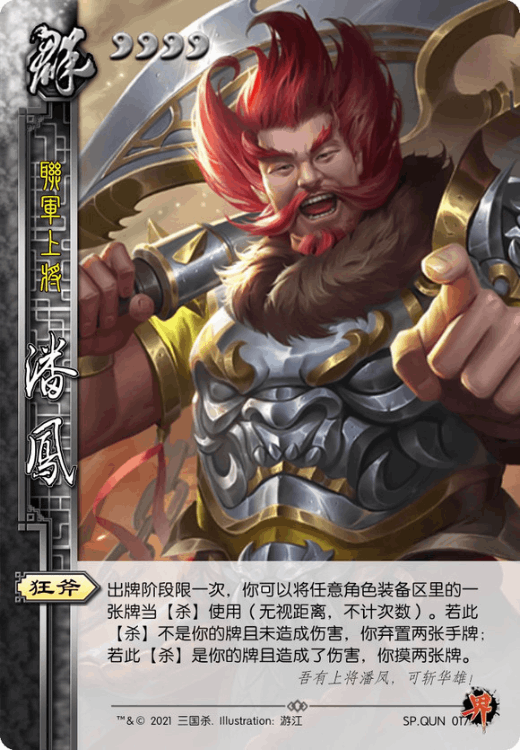 群
聯軍上將
潘鳳
狂斧
出牌阶段限一次，你可以将任意角色装备区里的一
张牌当【杀】使用（无视距离，不计次数）。若此
【杀】不是你的牌且未造成伤害，你弃置两张手牌；
若此【杀】是你的牌且造成了伤害，你摸两张牌。
吾有上将潘凤，可斩华雄！
界
™&© 2021 三国杀. Illustration: 游江
SP.QUN 017